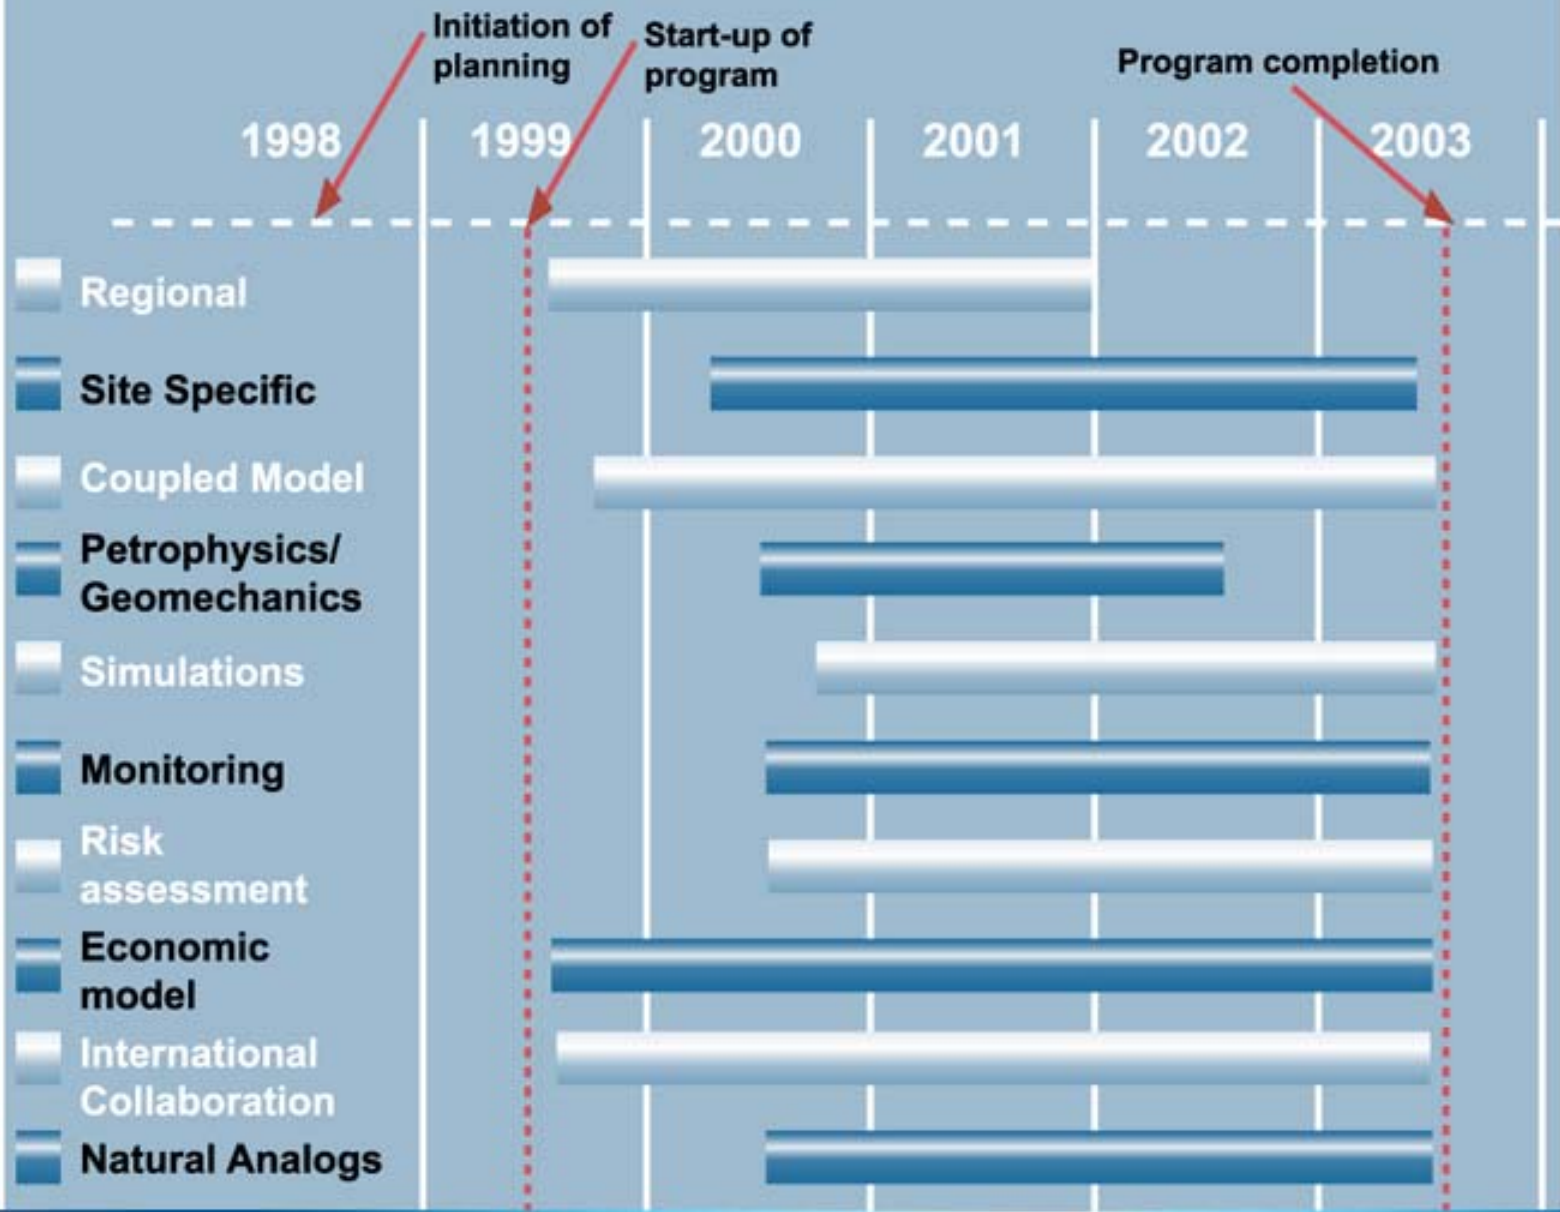 Initiation of
planning
Start-up of
program
Program completion
1998 1999 2000 2001 2002 2003
Regional
Site Specific
Coupled Model
Petrophysics/
Geomechanics
Simulations
Monitoring
Risk
assessment
Economic
model
International
Collaboration
Natural Analogs